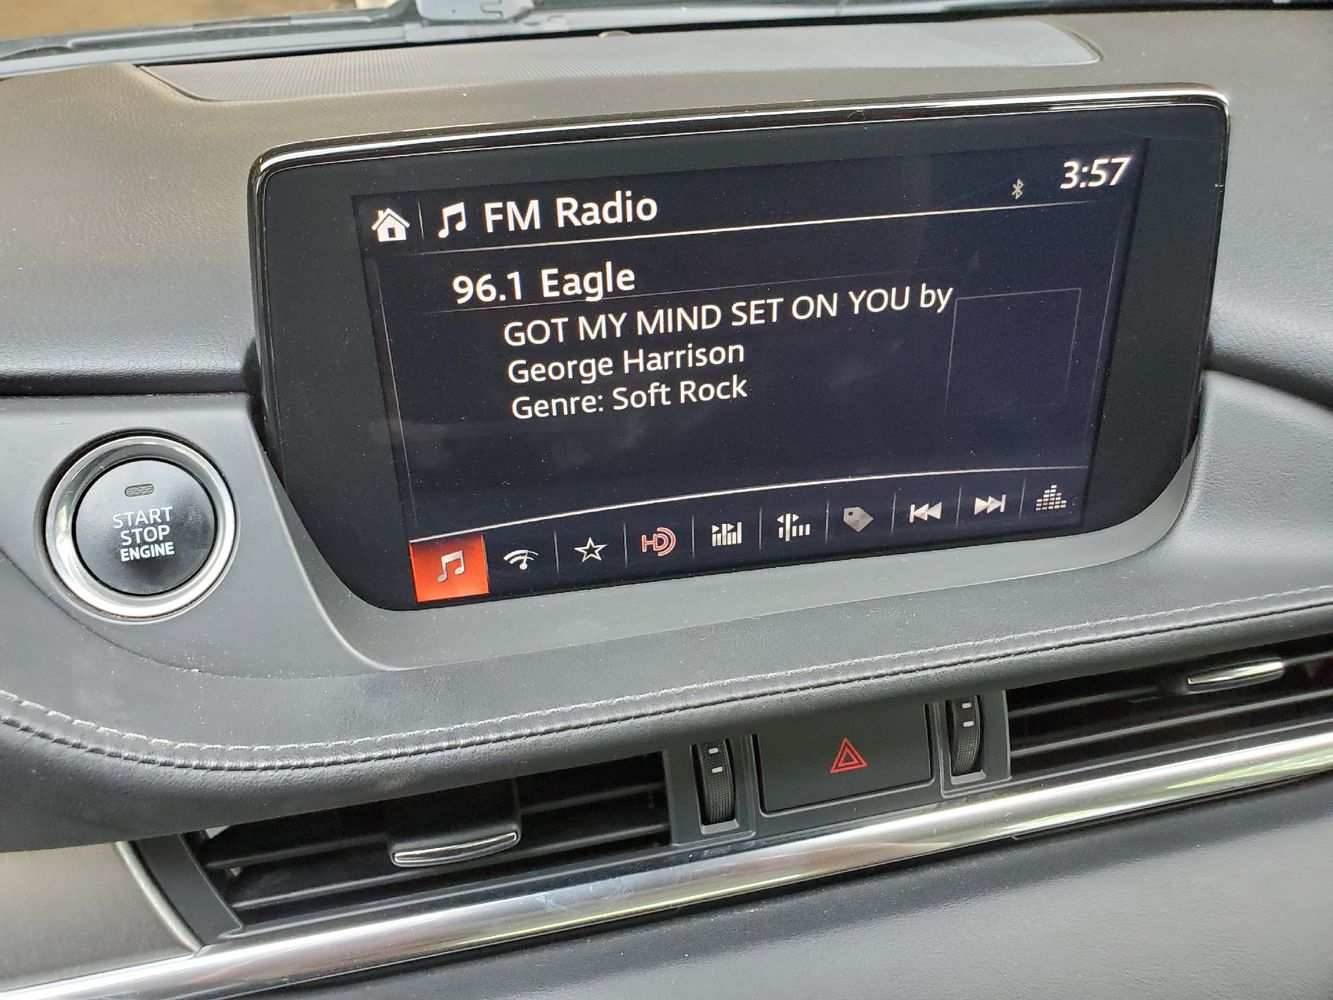 FM Radio
3:57
96.1 Eagle
GOT MY MIND SET ON YOU by
George Harrison
Genre: Soft Rock
HD
START
STOP
ENGINE